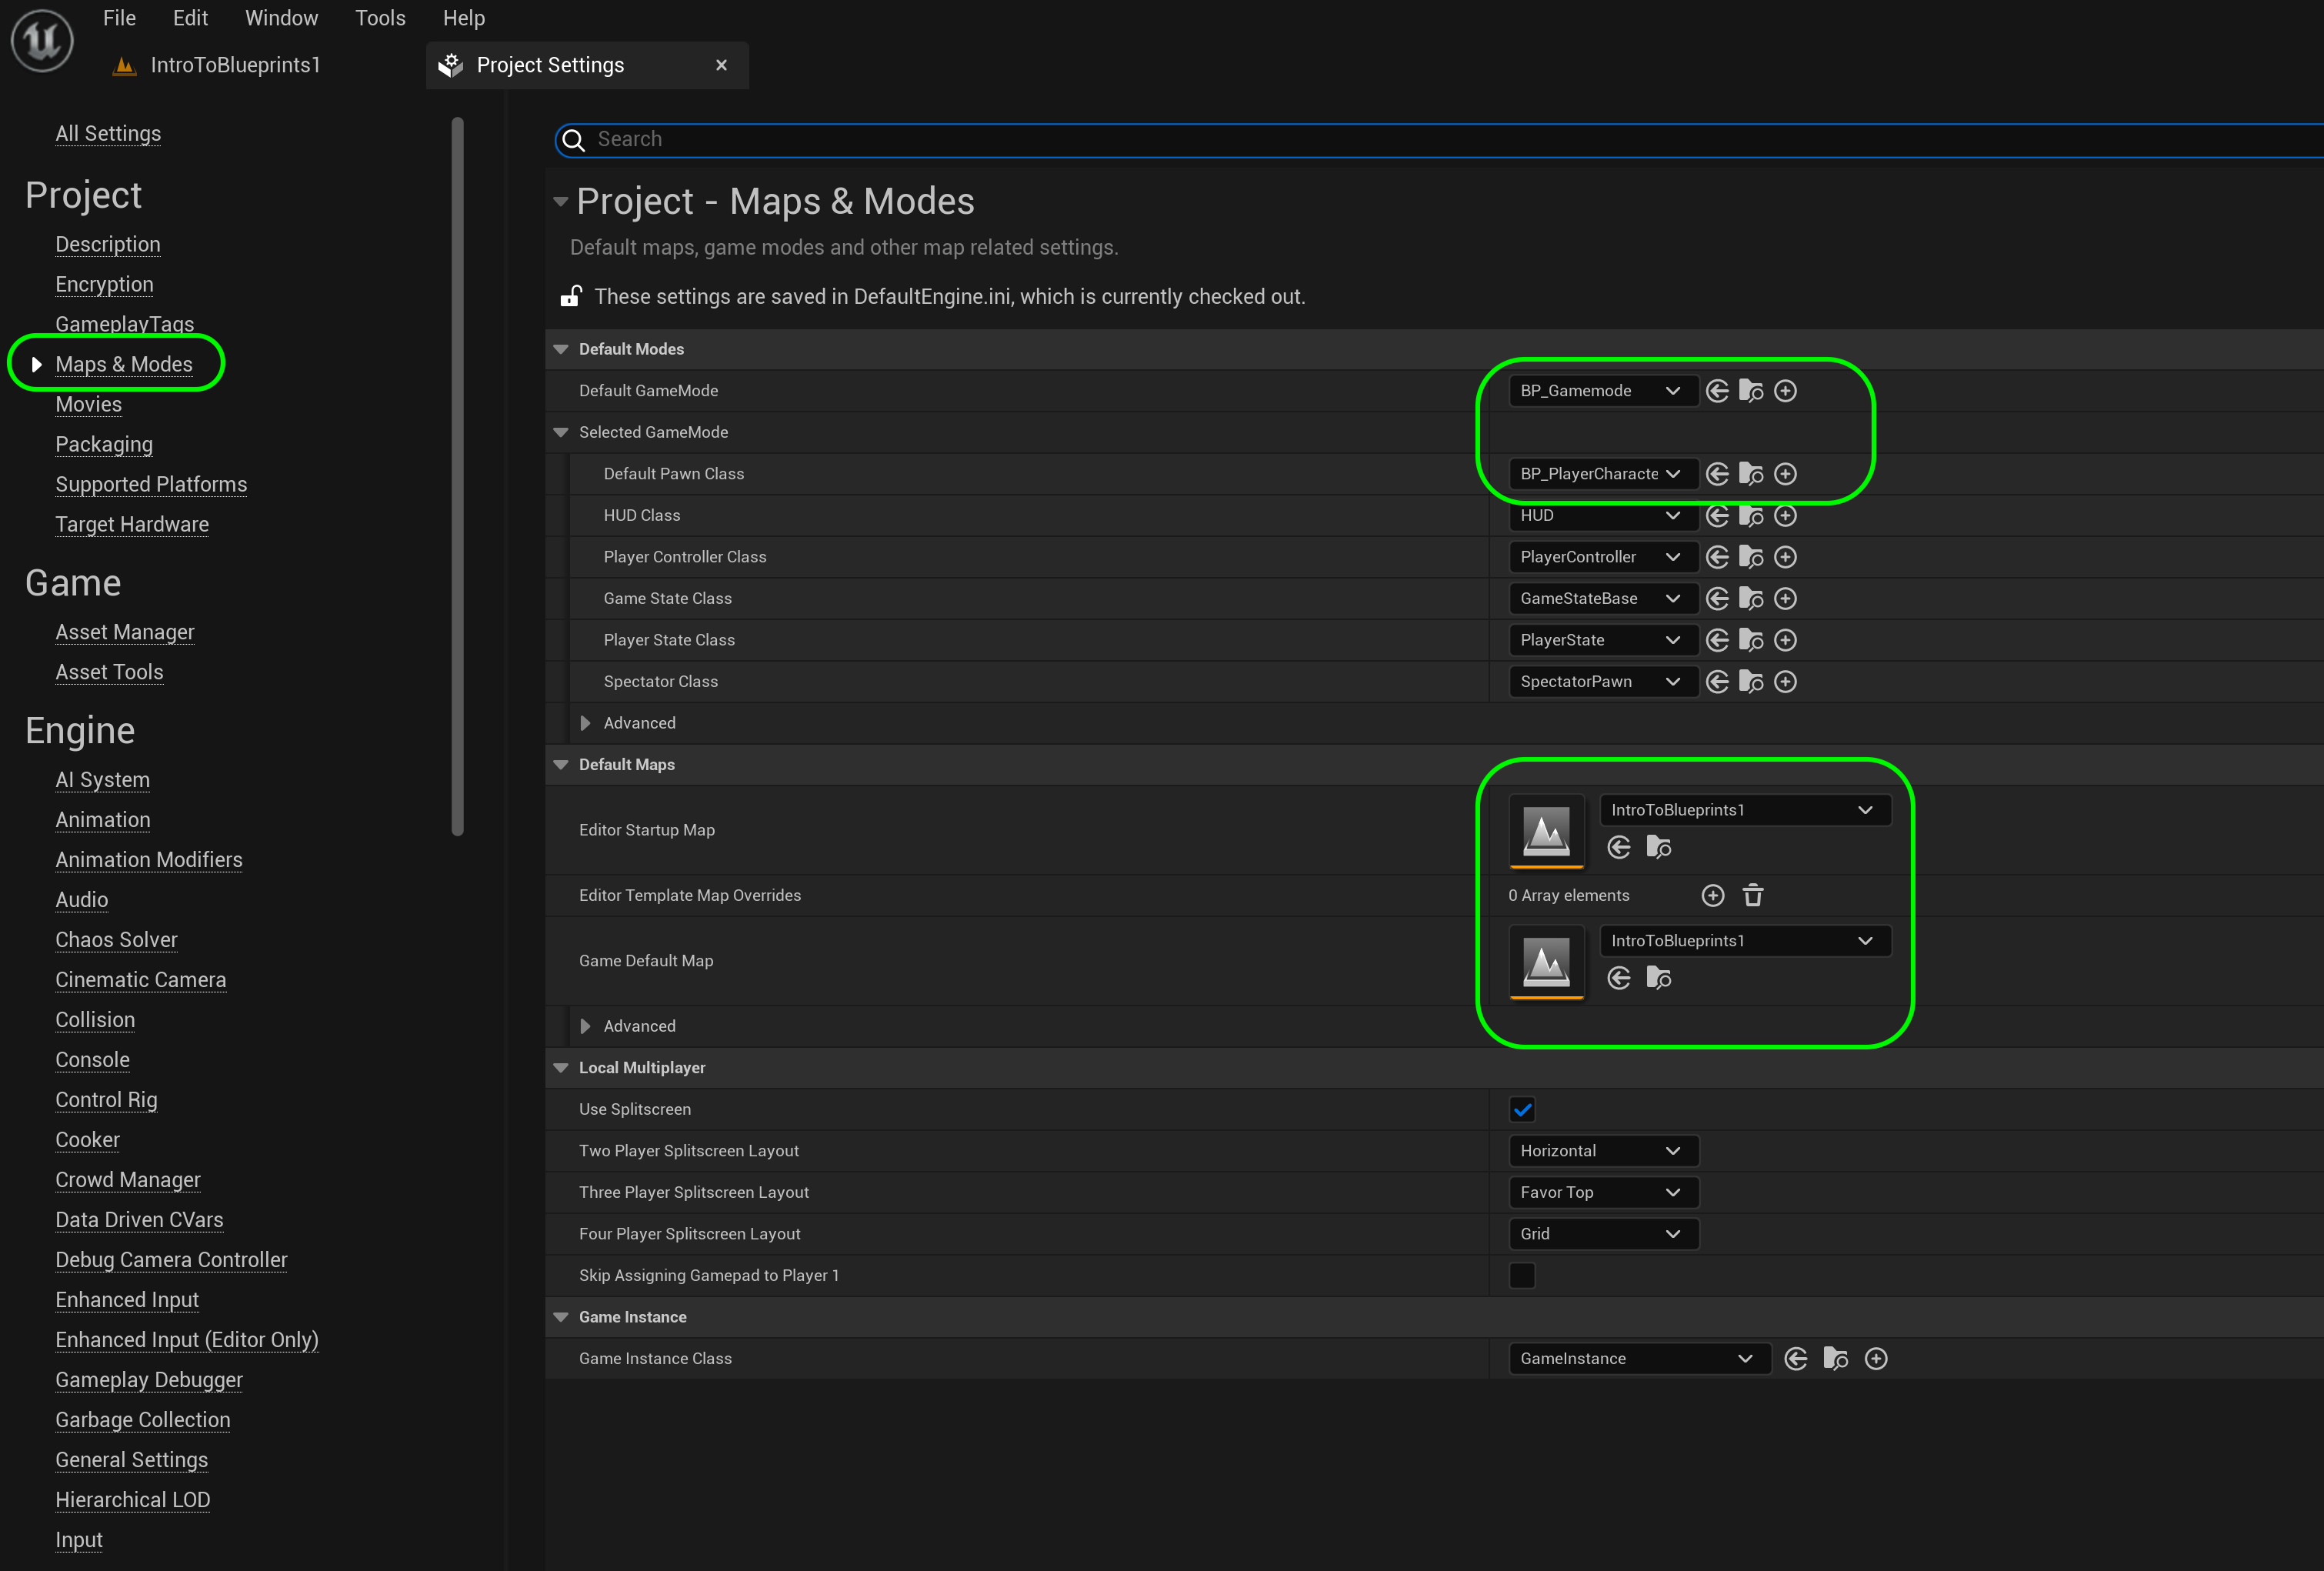 File Edit Window Tools Help
IntroToBlueprints1 Project Settings
All Settings
Project
Description
Encryption
GameplayTags
Maps & Modes
Movies
Packaging
Supported Platforms
Target Hardware
Game
Asset Manager
Asset Tools
Engine
AI System
Animation
Animation Modifiers
Audio
Chaos Solver
Cinematic Camera
Collision
Console
Control Rig
Cooker
Crowd Manager
Data Driven CVars
Debug Camera Controller
Enhanced Input
Enhanced Input (Editor Only)
Gameplay Debugger
Garbage Collection
General Settings
Hierarchical LOD
Input
Search
Project - Maps & Modes
Default maps, game modes and other map related settings.
These settings are saved in DefaultEngine.ini, which is currently checked out.
Default Modes
Default GameMode BP_Gamemode
Selected GameMode
Default Pawn Class BP_PlayerCharacte
HUD Class HUD
Player Controller Class PlayerController
Game State Class GameStateBase
Player State Class PlayerState
Spectator Class SpectatorPawn
Advanced
Default Maps
Editor Startup Map IntroToBlueprints1
Editor Template Map Overrides 0 Array elements
Game Default Map IntroToBlueprints1
Advanced
Local Multiplayer
Use Splitscreen
Two Player Splitscreen Layout Horizontal
Three Player Splitscreen Layout Favor Top
Four Player Splitscreen Layout Grid
Skip Assigning Gamepad to Player 1
Game Instance
Game Instance Class GameInstance